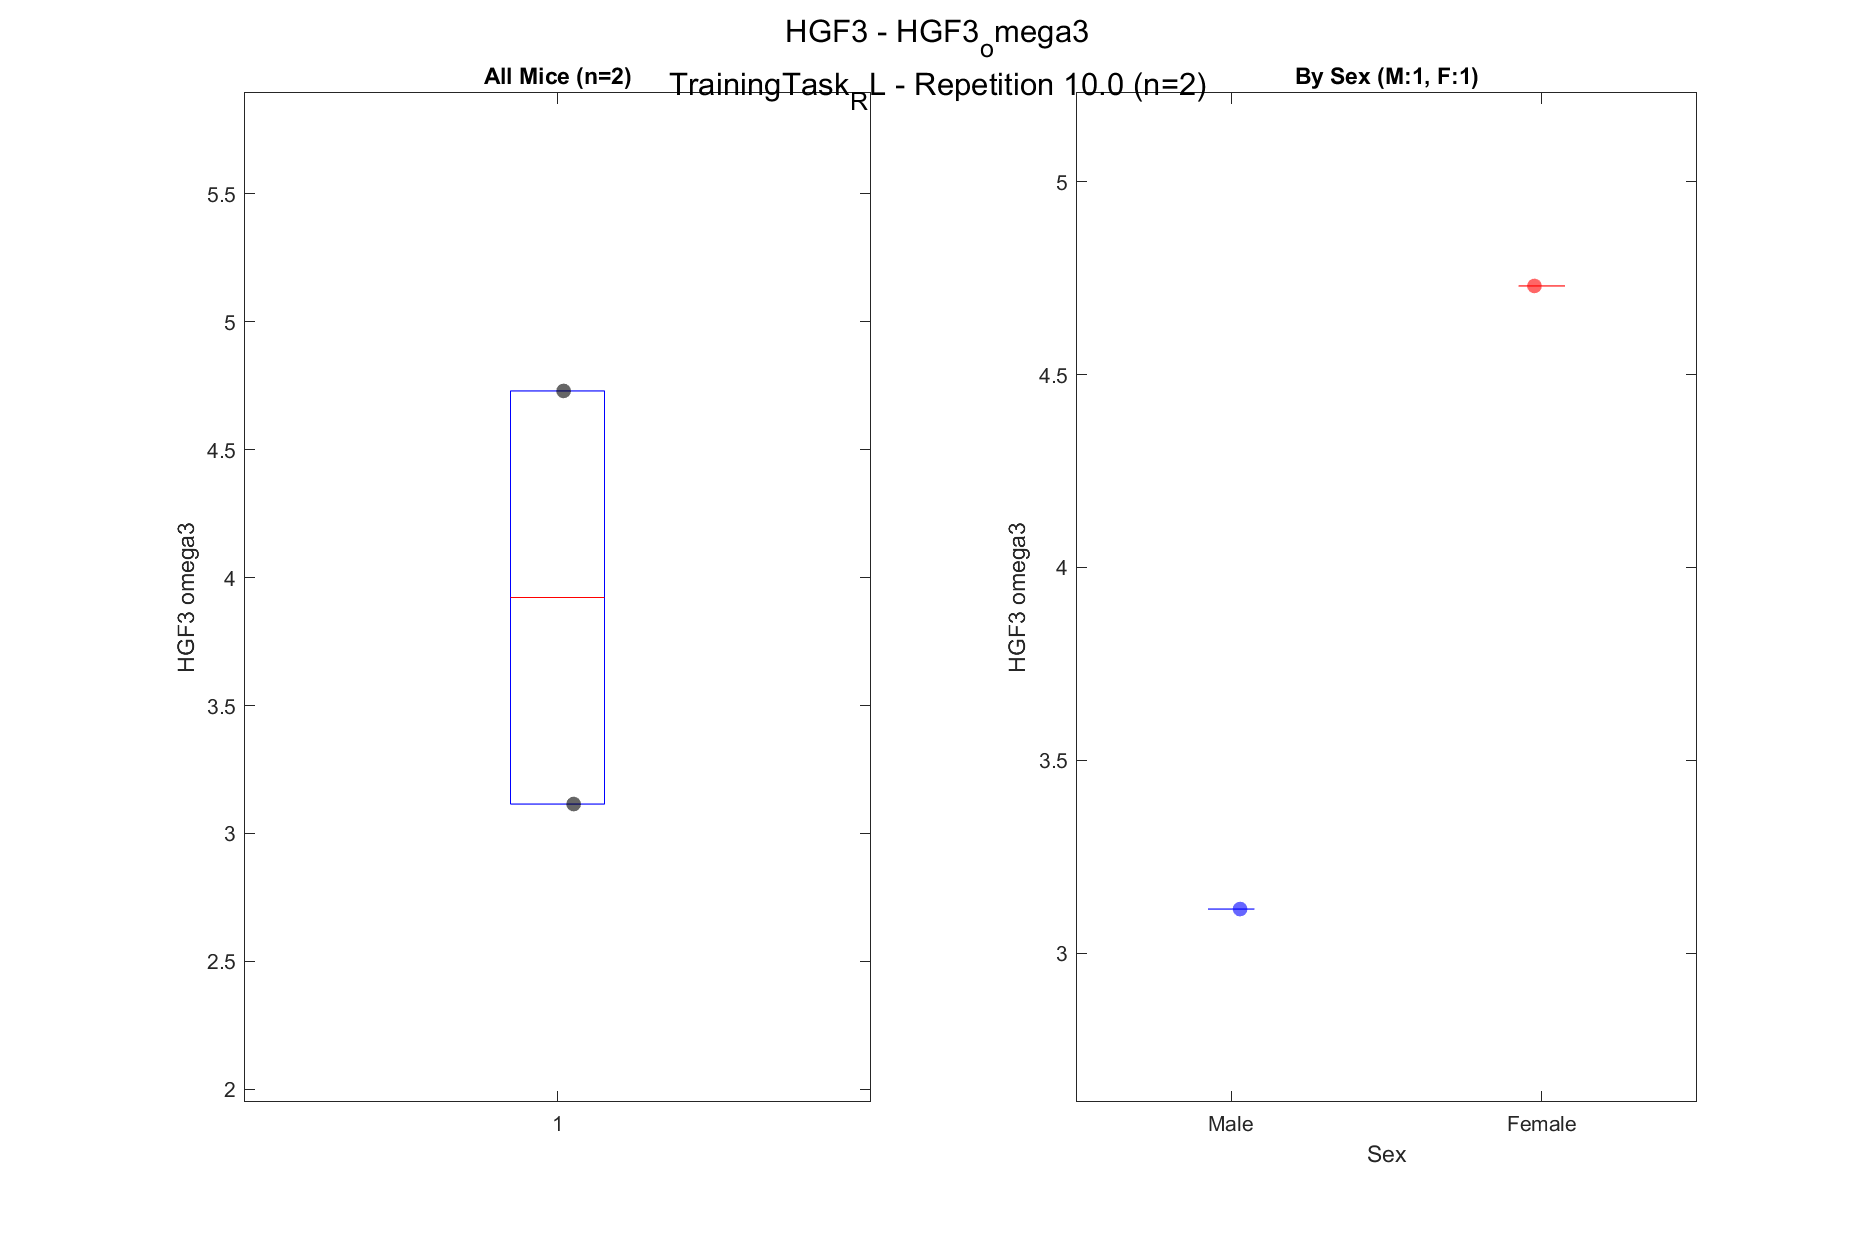 HGF3 - HGF3omega3
TrainingTaskRL - Repetition 10.0 (n=2)
All Mice (n=2)
5.5
5
4.5
4
3.5
3
2.5
2
HGF3 omega3
1
By Sex (M:1, F:1)
5
4.5
4
3.5
3
HGF3 omega3
Male Female
Sex